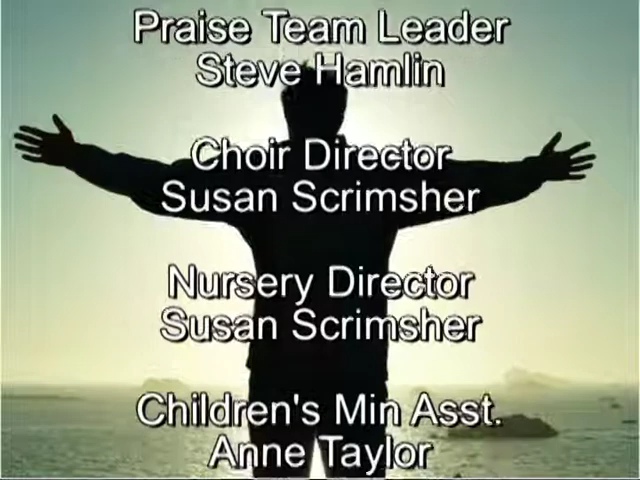 Praise Team Leader
Steve Hamlin
Choir Director
Susan Scrimsher
Nursery Director
Susan Scrimsher
Children's Min Asst.
Anne Taylor